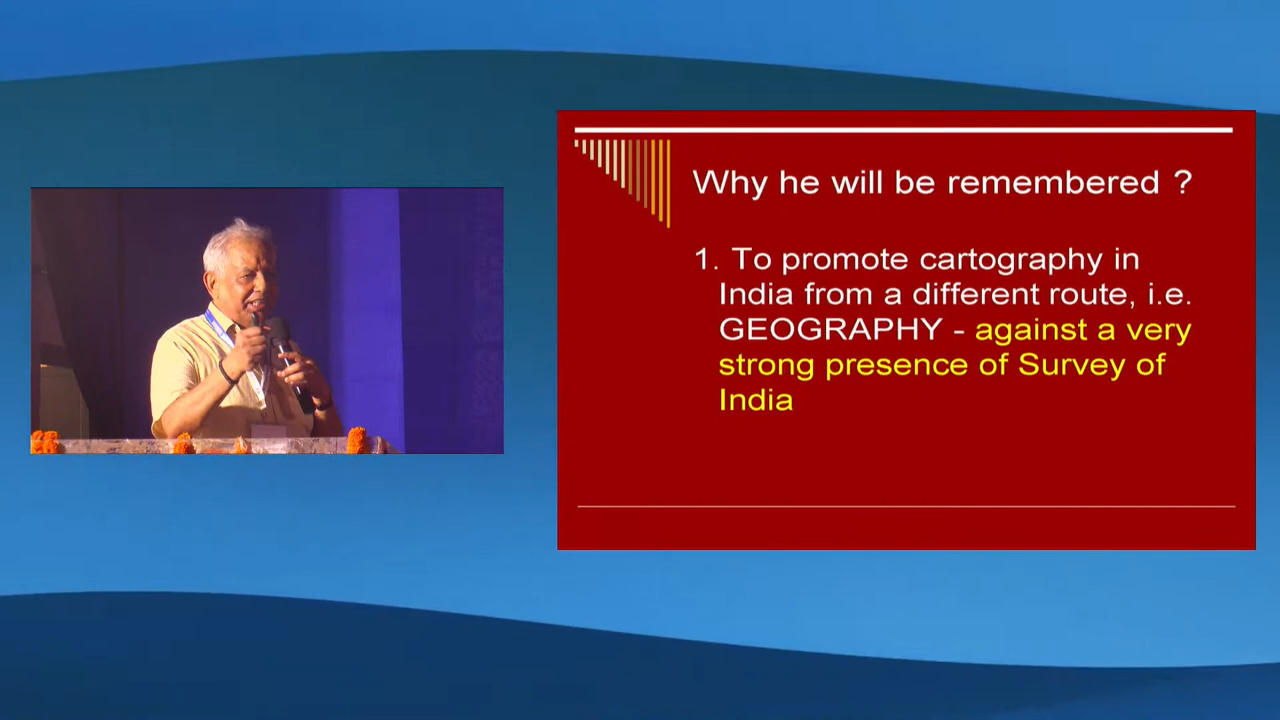 Why he will be remembered ?
1. To promote cartography in
India from a different route, i.e.
GEOGRAPHY - against a very
strong presence of Survey of
India